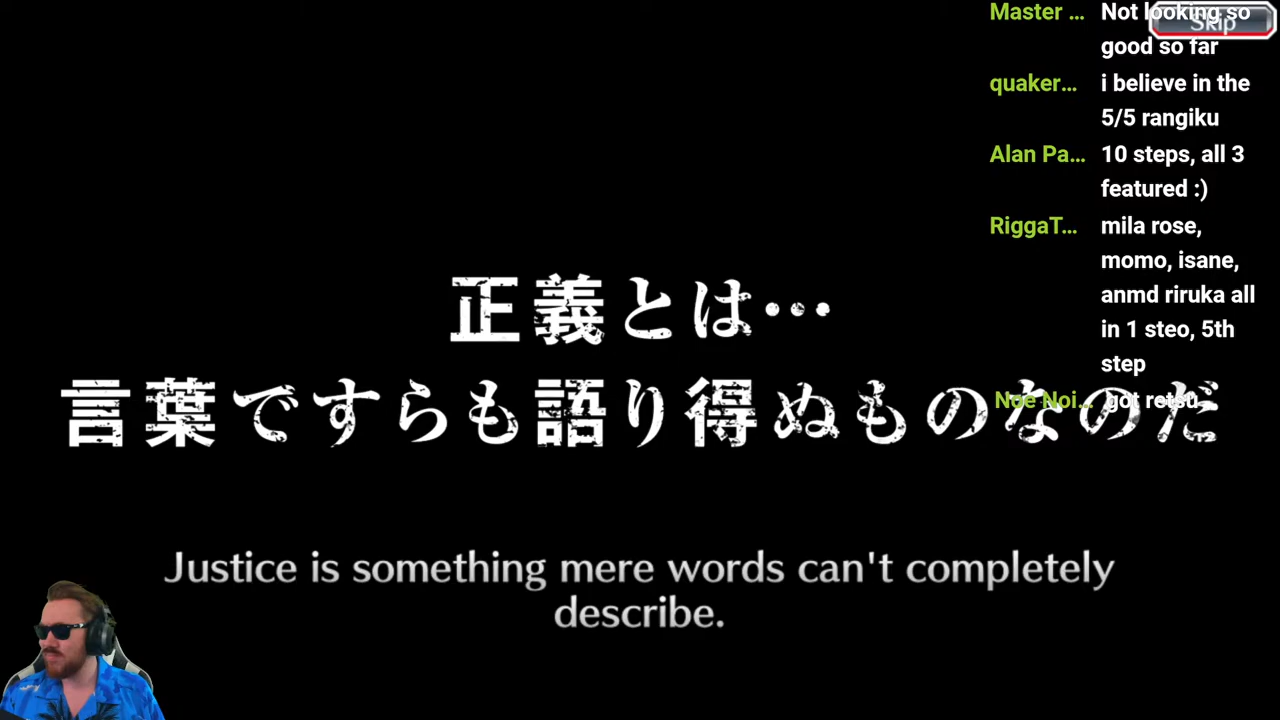 Skip
Master … Not looking so
good so far
quaker… i believe in the
5/5 rangiku
Alan Pa… 10 steps, all 3
featured :)
RiggaT… mila rose,
momo, isane,
anmd riruka all
in 1 steo, 5th
step
Noe Noi… got retsu
正義とは…
言葉ですらも語り得ぬものなのだ
Justice is something mere words can't completely
describe.